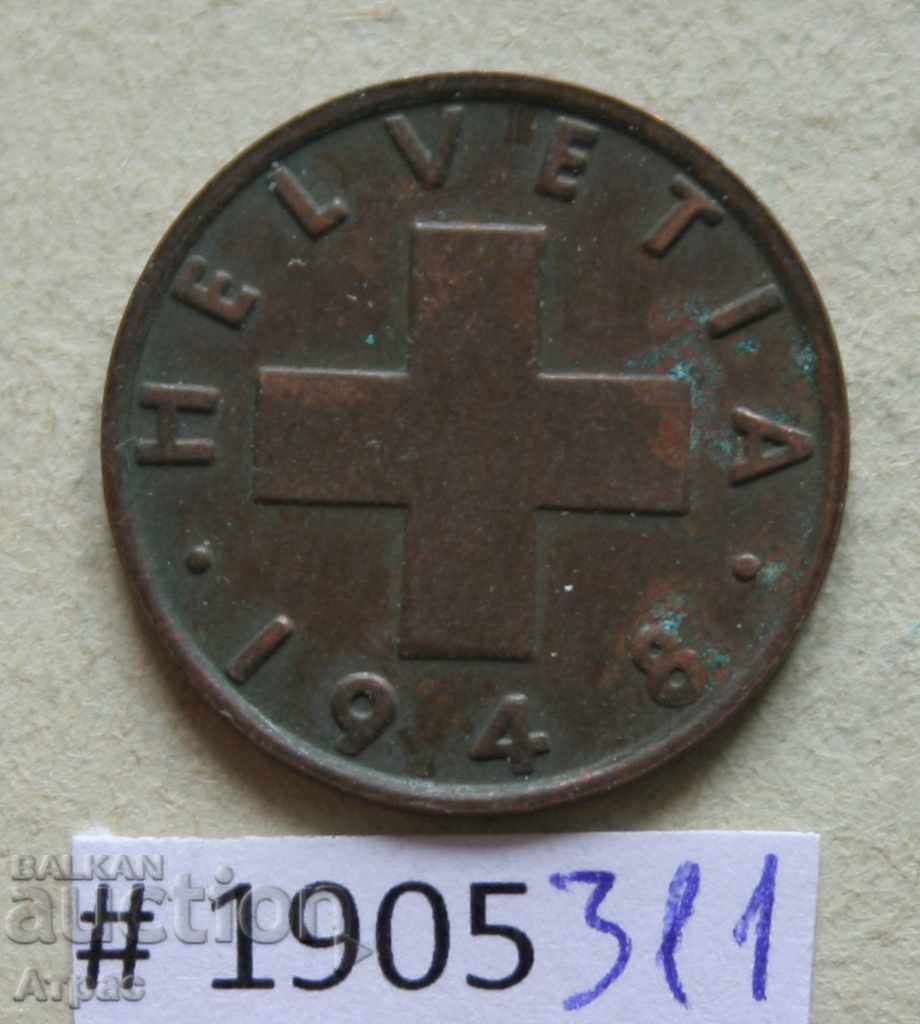 HELVETIA
· 1948 ·
# 1905311
BALKAN
auction
Arpac